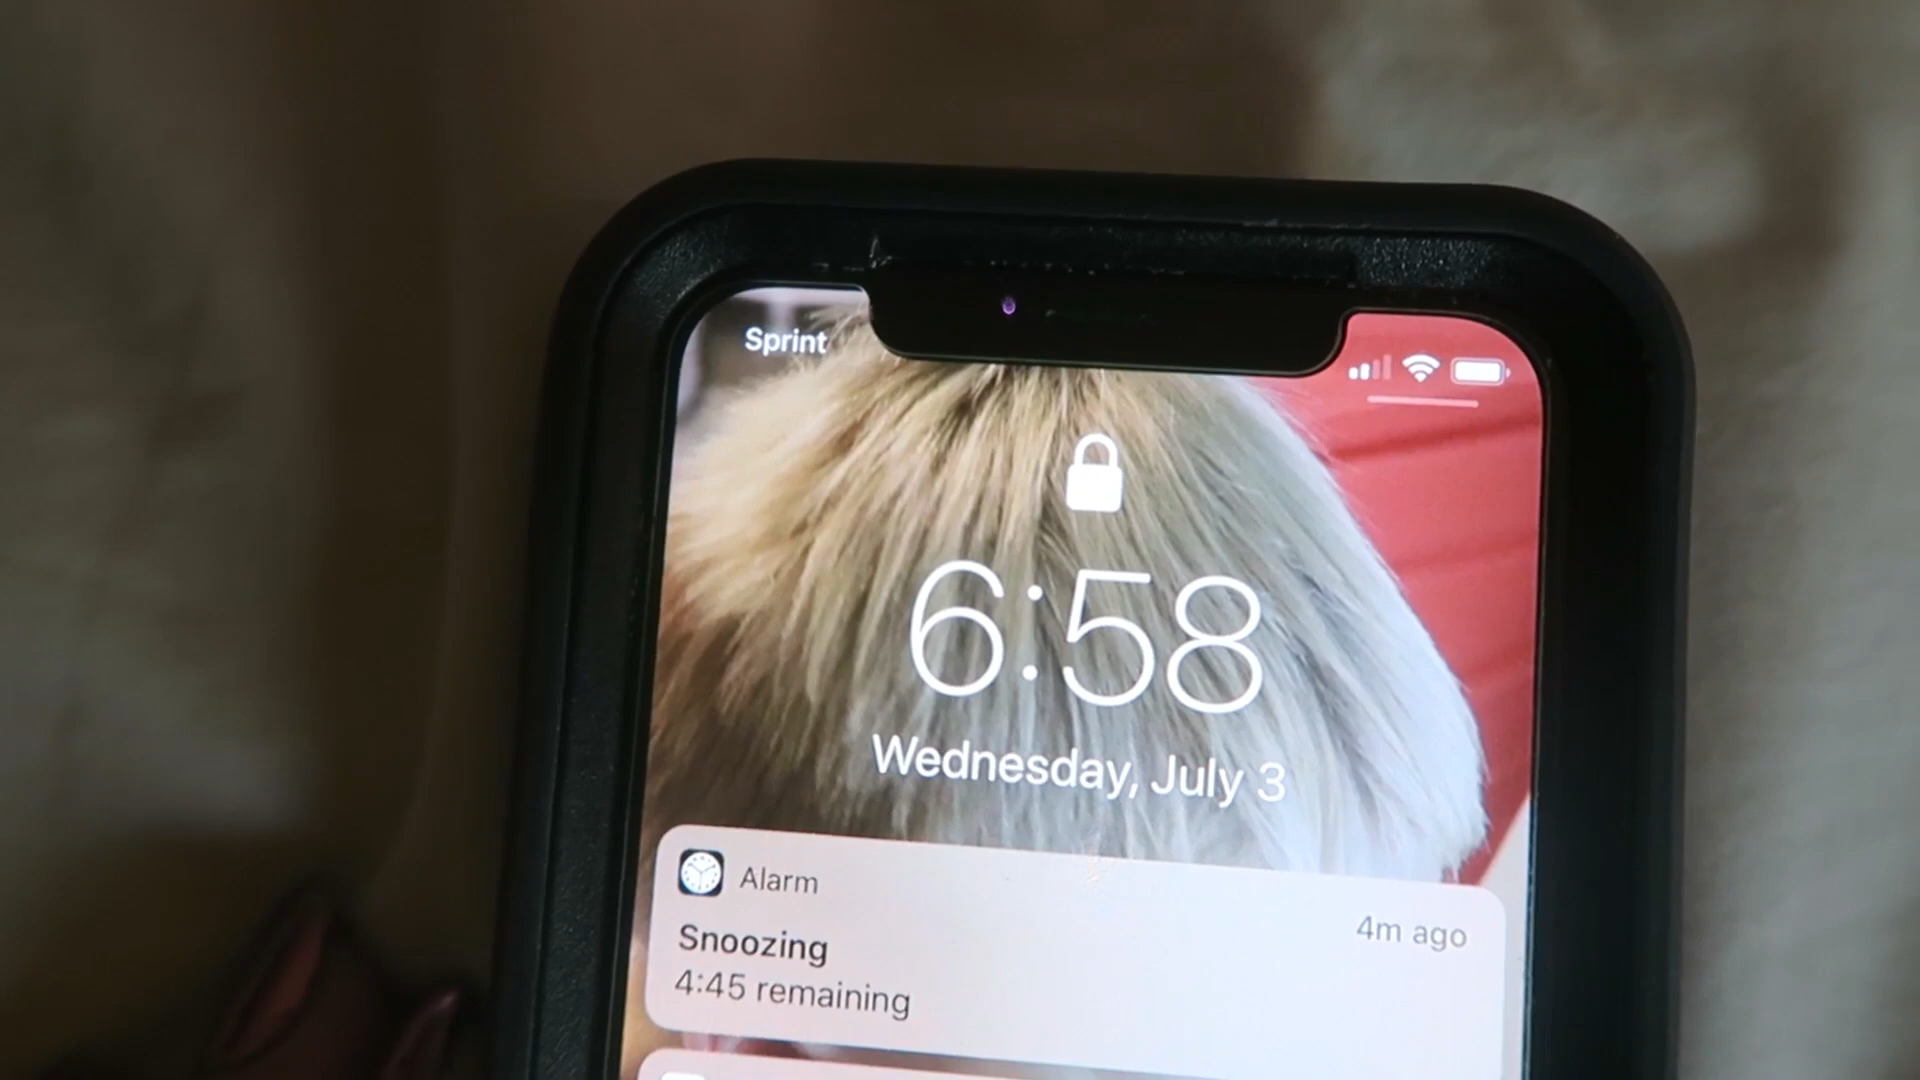 Sprint
6:58
Wednesday, July 3
Alarm
4m ago
Snoozing
4:45 remaining